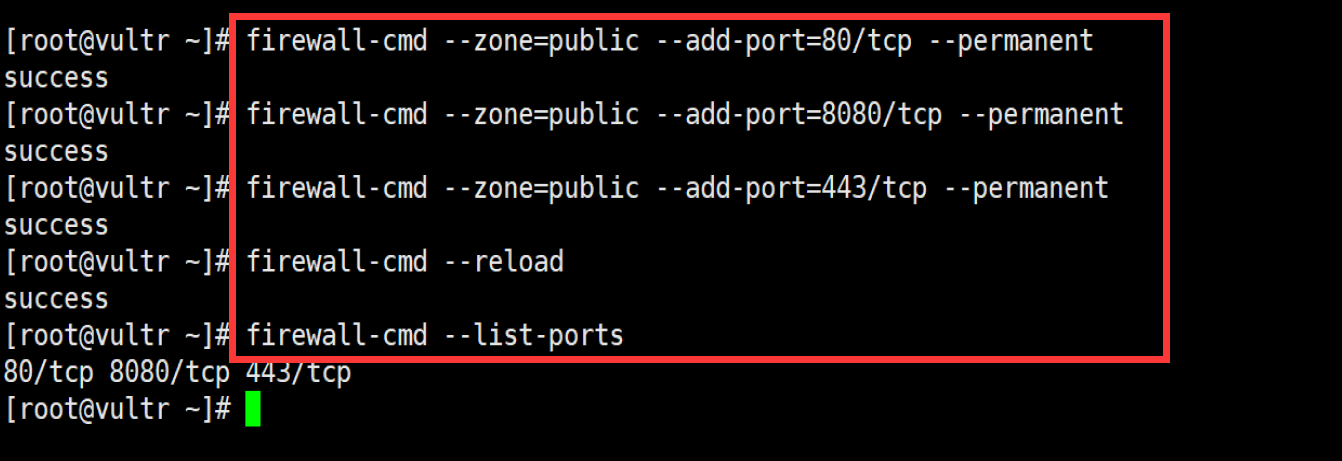 [root@vultr ~]# firewall-cmd --zone=public --add-port=80/tcp --permanent
success
[root@vultr ~]# firewall-cmd --zone=public --add-port=8080/tcp --permanent
success
[root@vultr ~]# firewall-cmd --zone=public --add-port=443/tcp --permanent
success
[root@vultr ~]# firewall-cmd --reload
success
[root@vultr ~]# firewall-cmd --list-ports
80/tcp 8080/tcp 443/tcp
[root@vultr ~]#